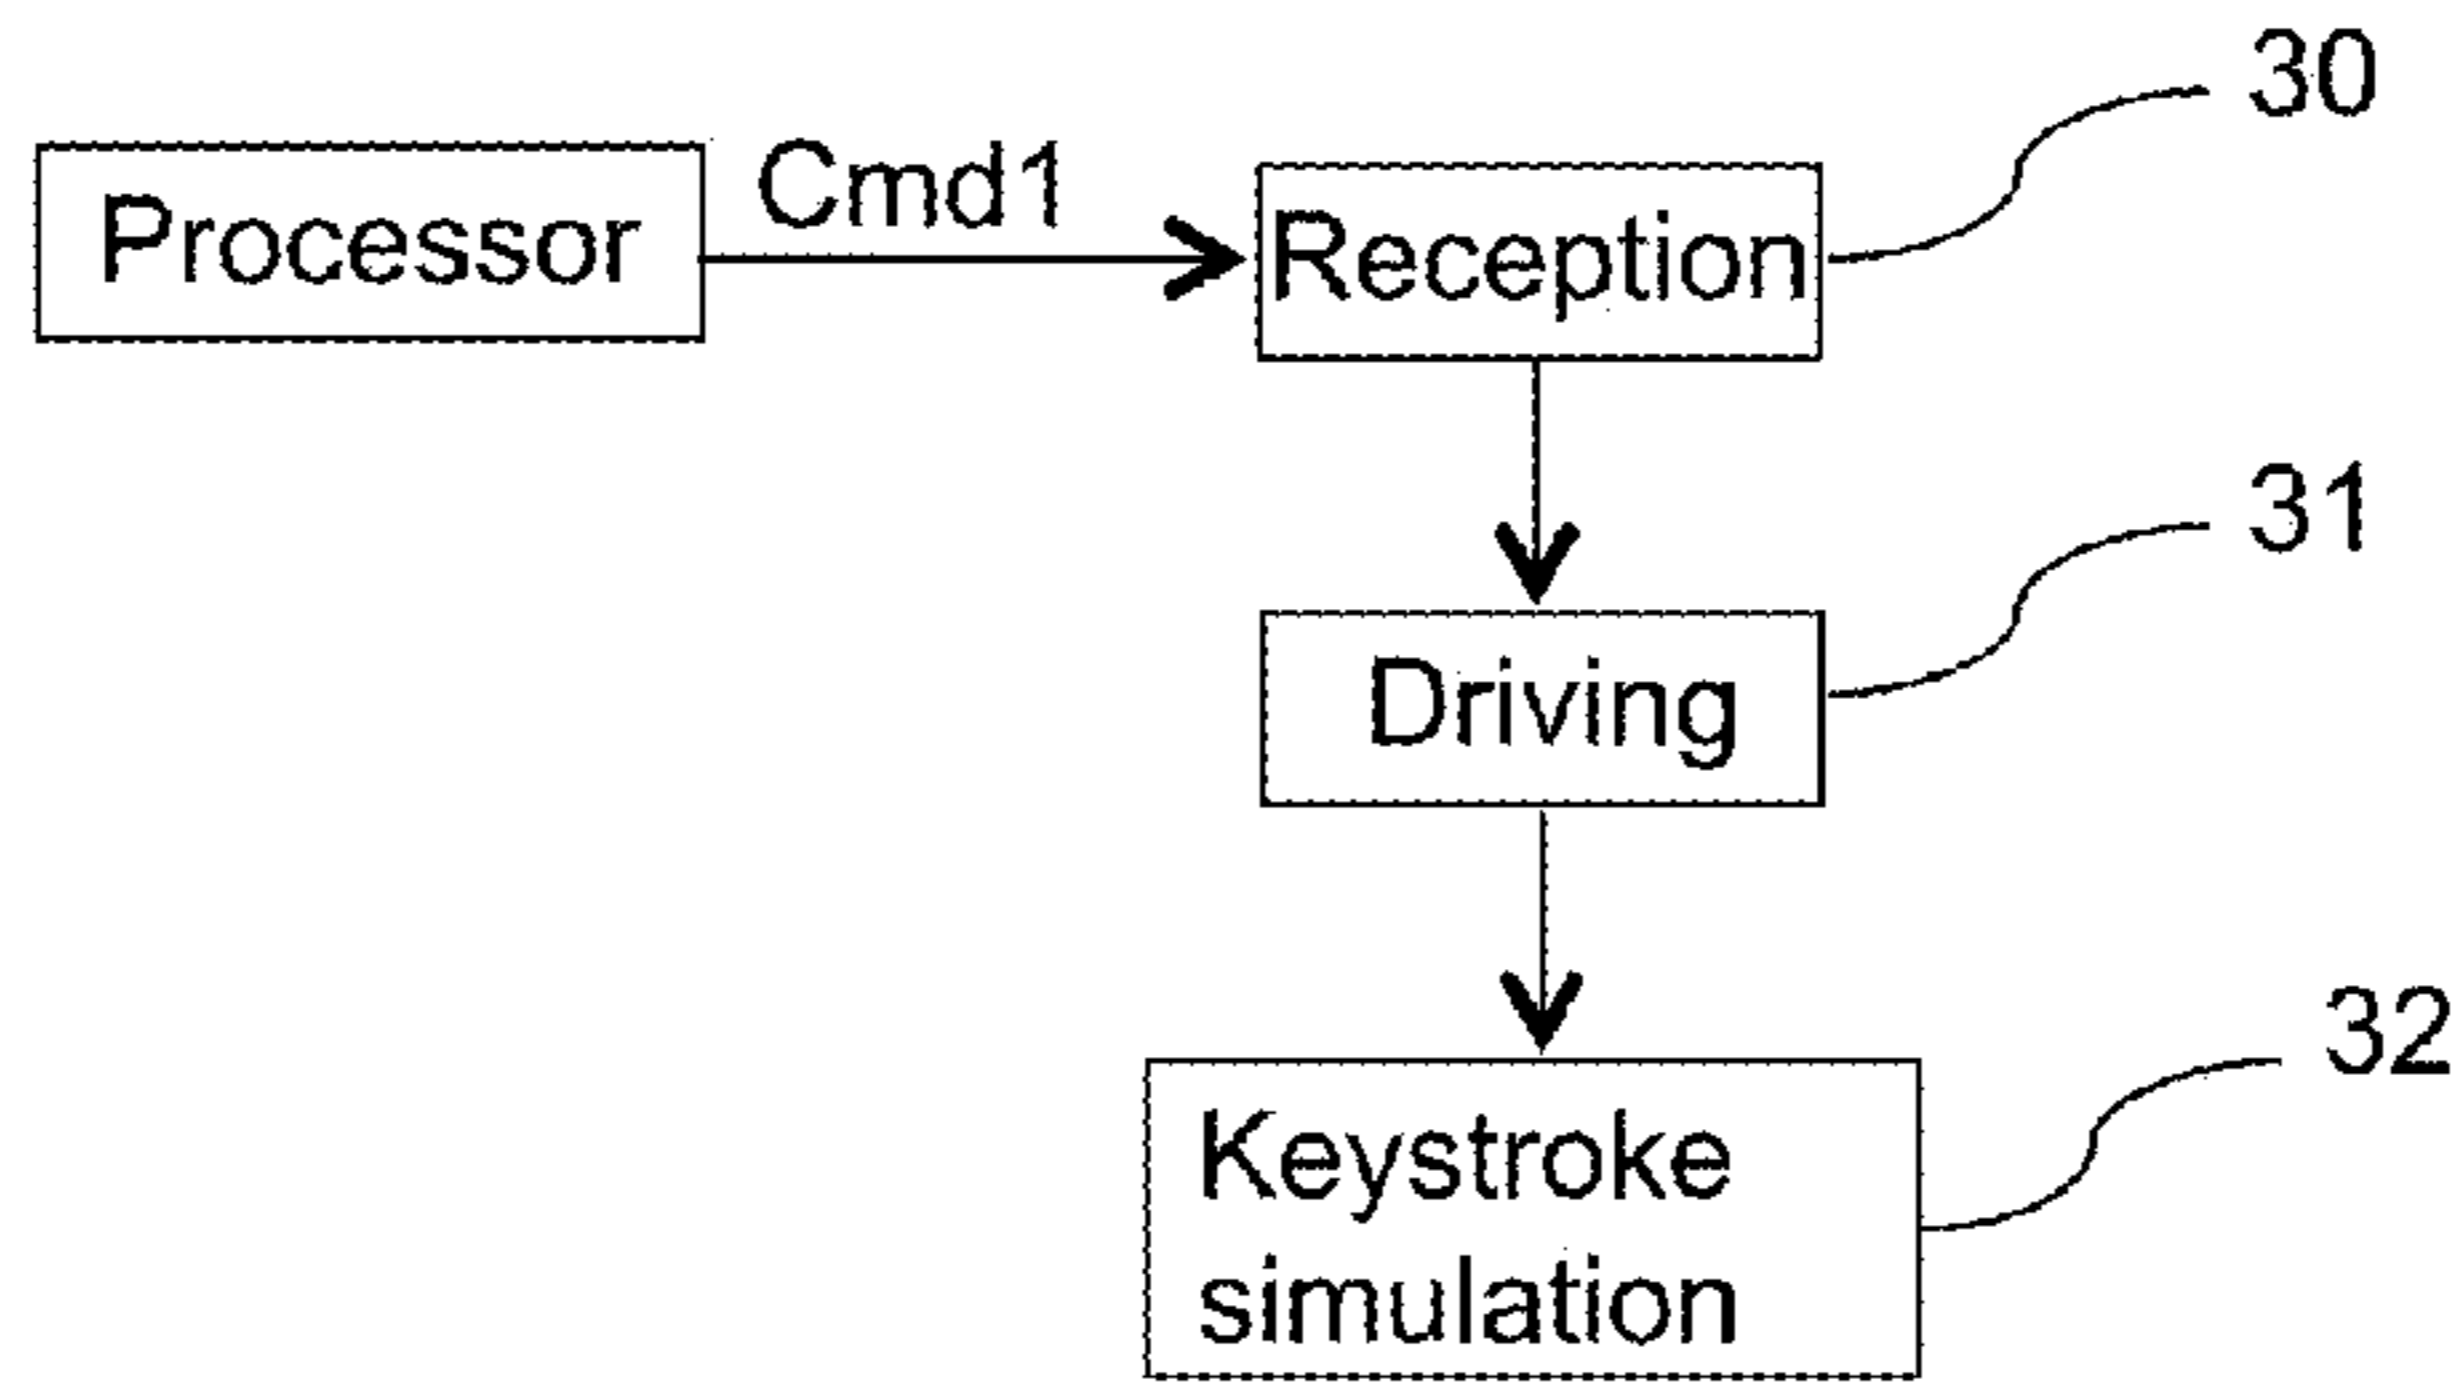 30
Processor
Cmd1
Reception
31
Driving
32
Keystroke
simulation